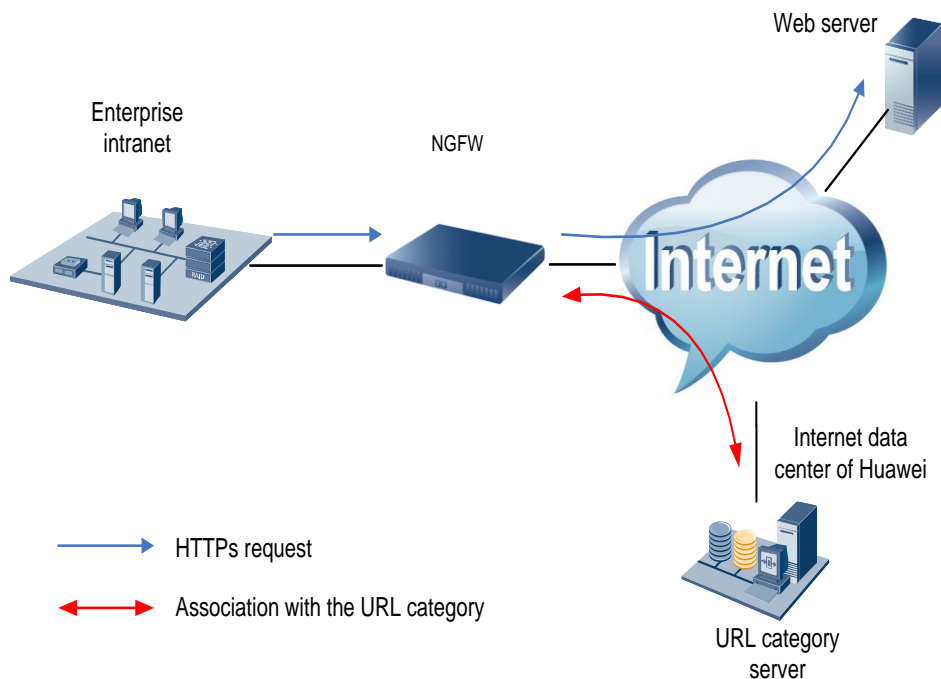 Web server
Enterprise
intranet
NGFW
Internet
RAID
Internet data
center of Huawei
HTTPs request
Association with the URL category
URL category
server